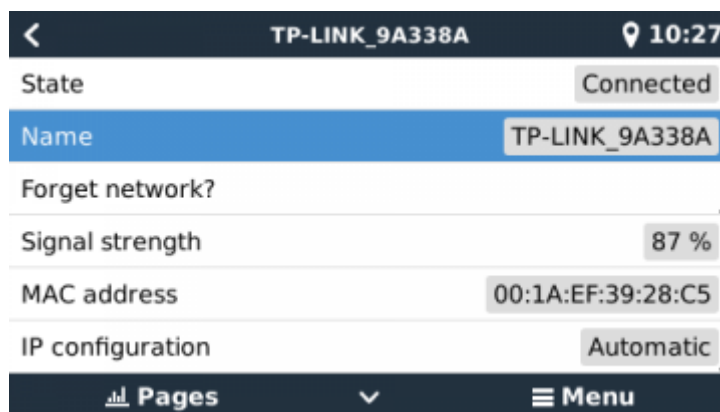 TP-LINK_9A338A 10:27
State Connected
Name TP-LINK_9A338A
Forget network?
Signal strength 87 %
MAC address 00:1A:EF:39:28:C5
IP configuration Automatic
Pages Menu